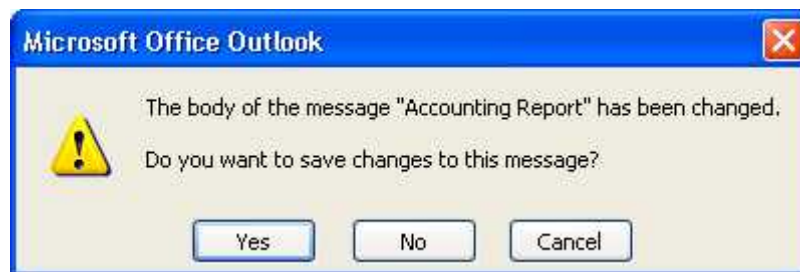 Microsoft Office Outlook
The body of the message "Accounting Report" has been changed.
Do you want to save changes to this message?
Yes No Cancel